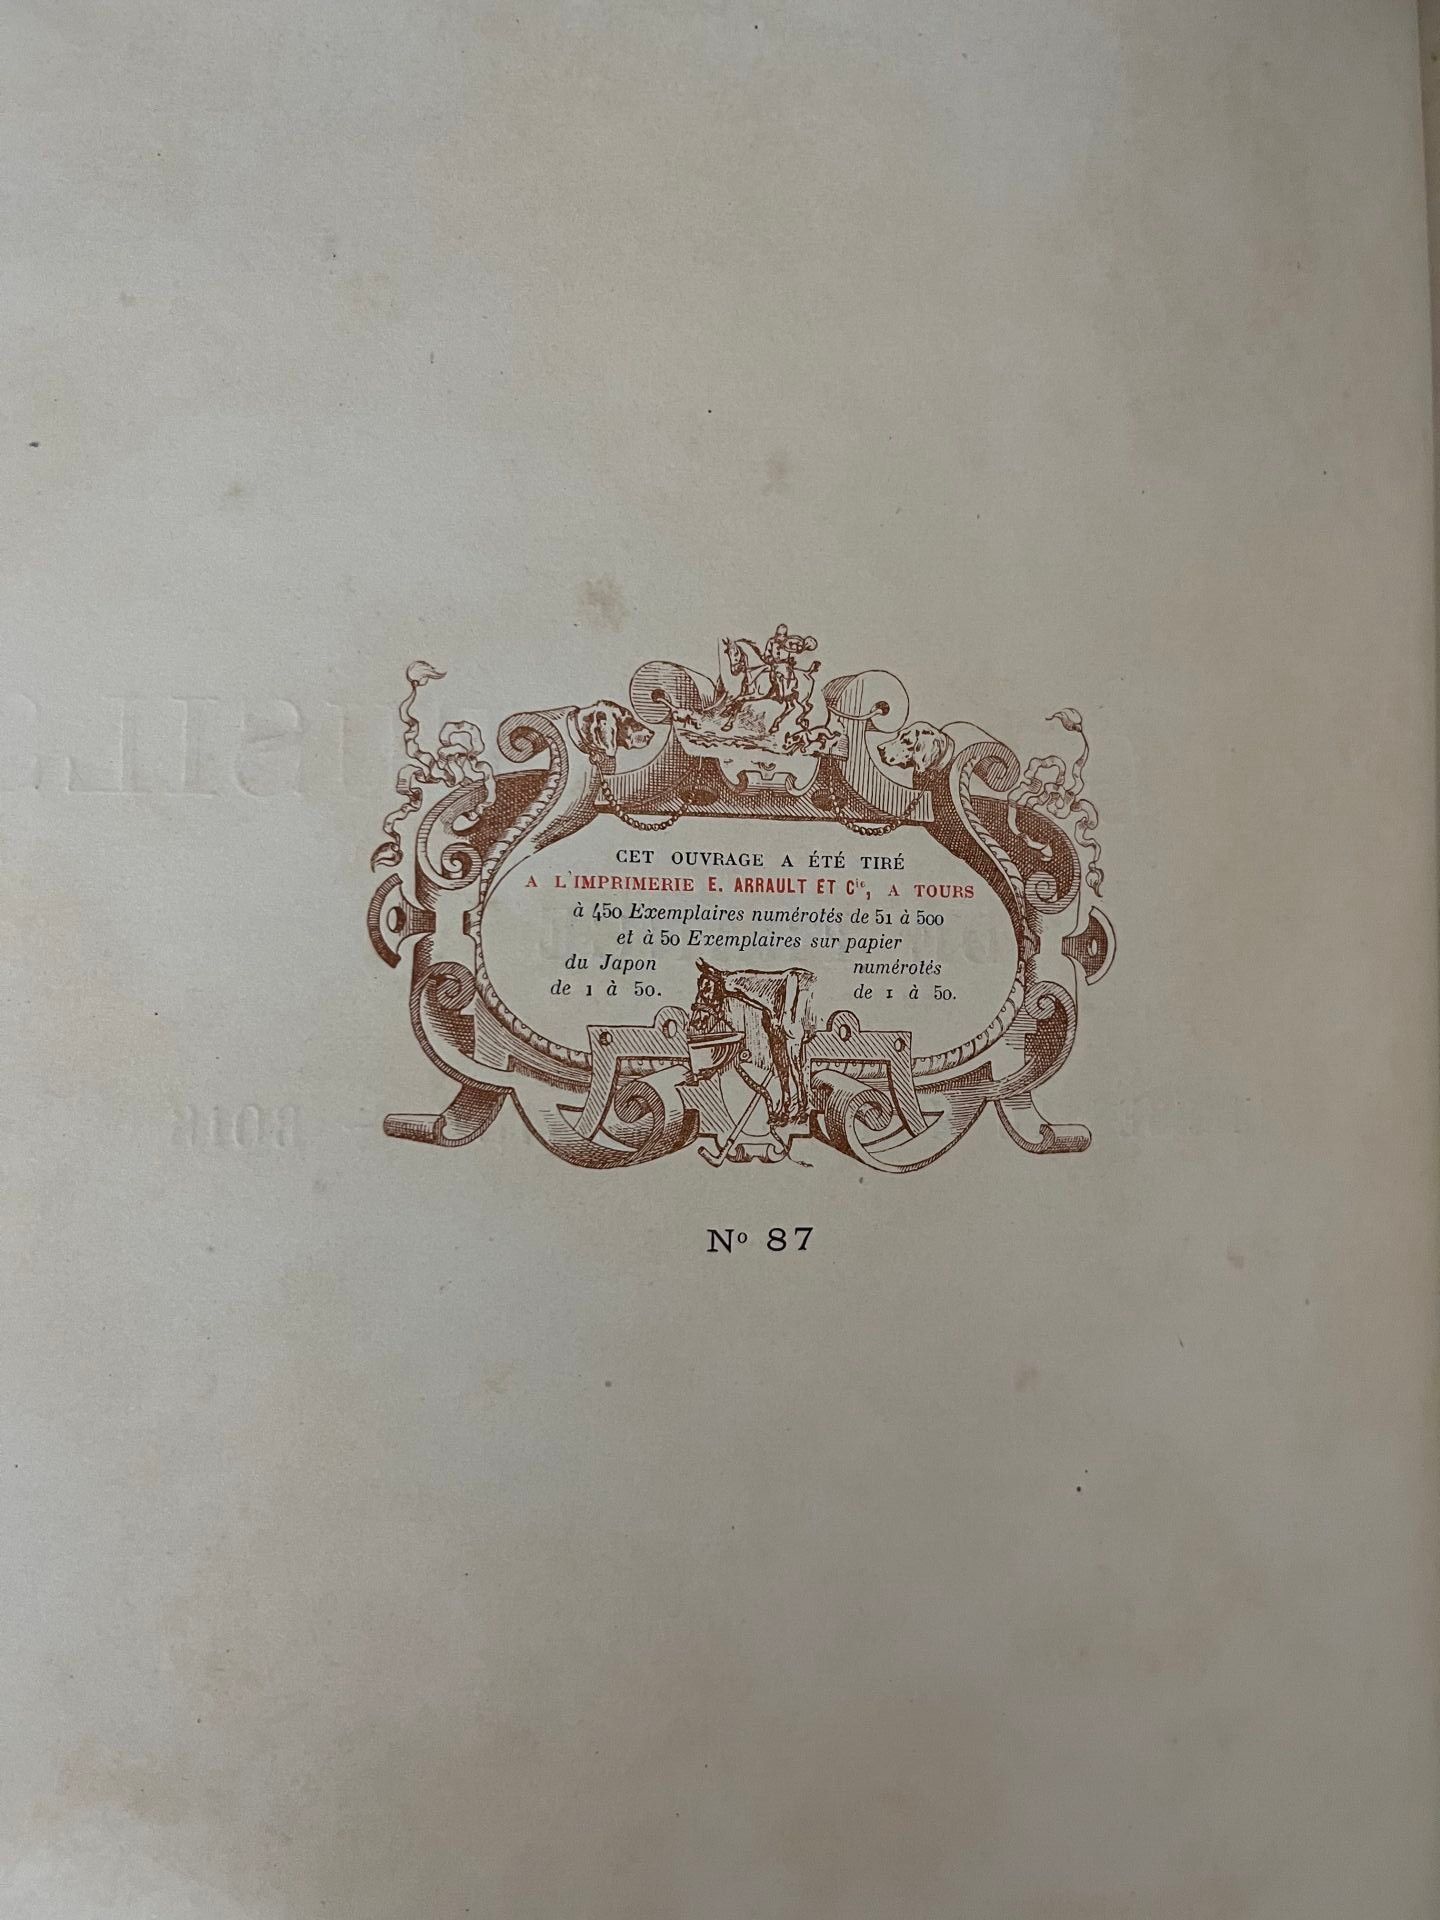 CET OUVRAGE A ÉTÉ TIRÉ
A L'IMPRIMERIE E. ARRAULT ET Cie, A TOURS
à 450 Exemplaires numérotés de 51 à 500
et à 50 Exemplaires sur papier
du Japon numérotés
de 1 à 50. de 1 à 50.
No 87